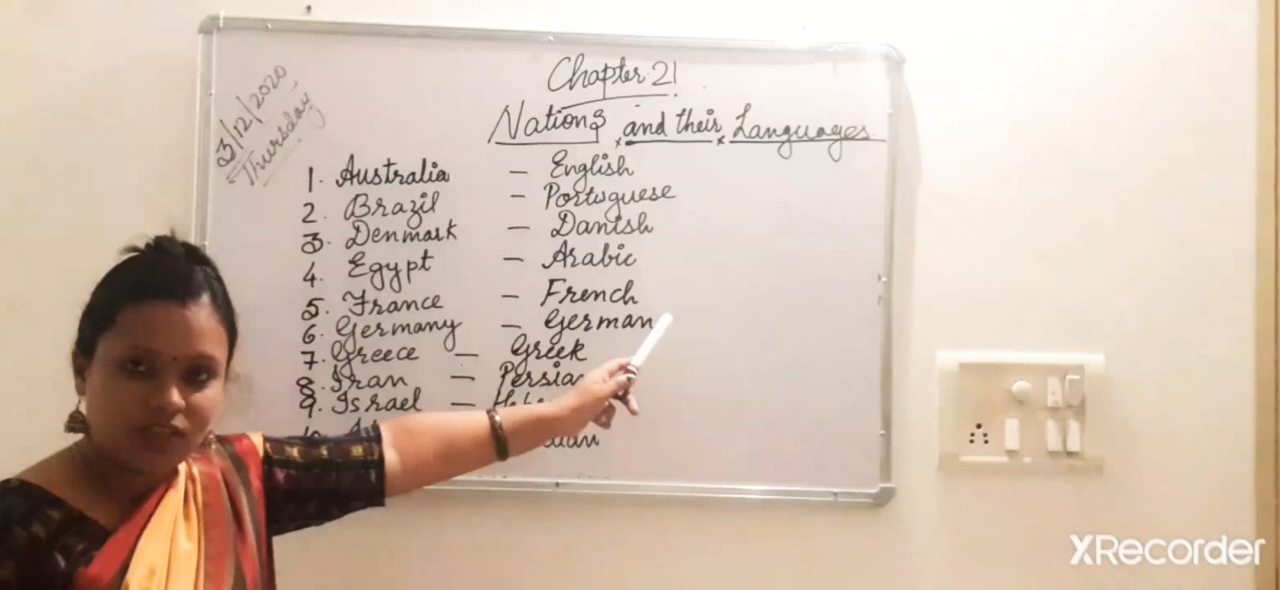 3/12/2020
Thursday
Chapter 21
Nations and their Languages.
1. Australia – English
2. Brazil – Portuguese
3. Denmark – Danish
4. Egypt – Arabic
5. France – French
6. Germany – German
7. Greece – Greek
8. Iran – Persia
9. Israel –
XRecorder